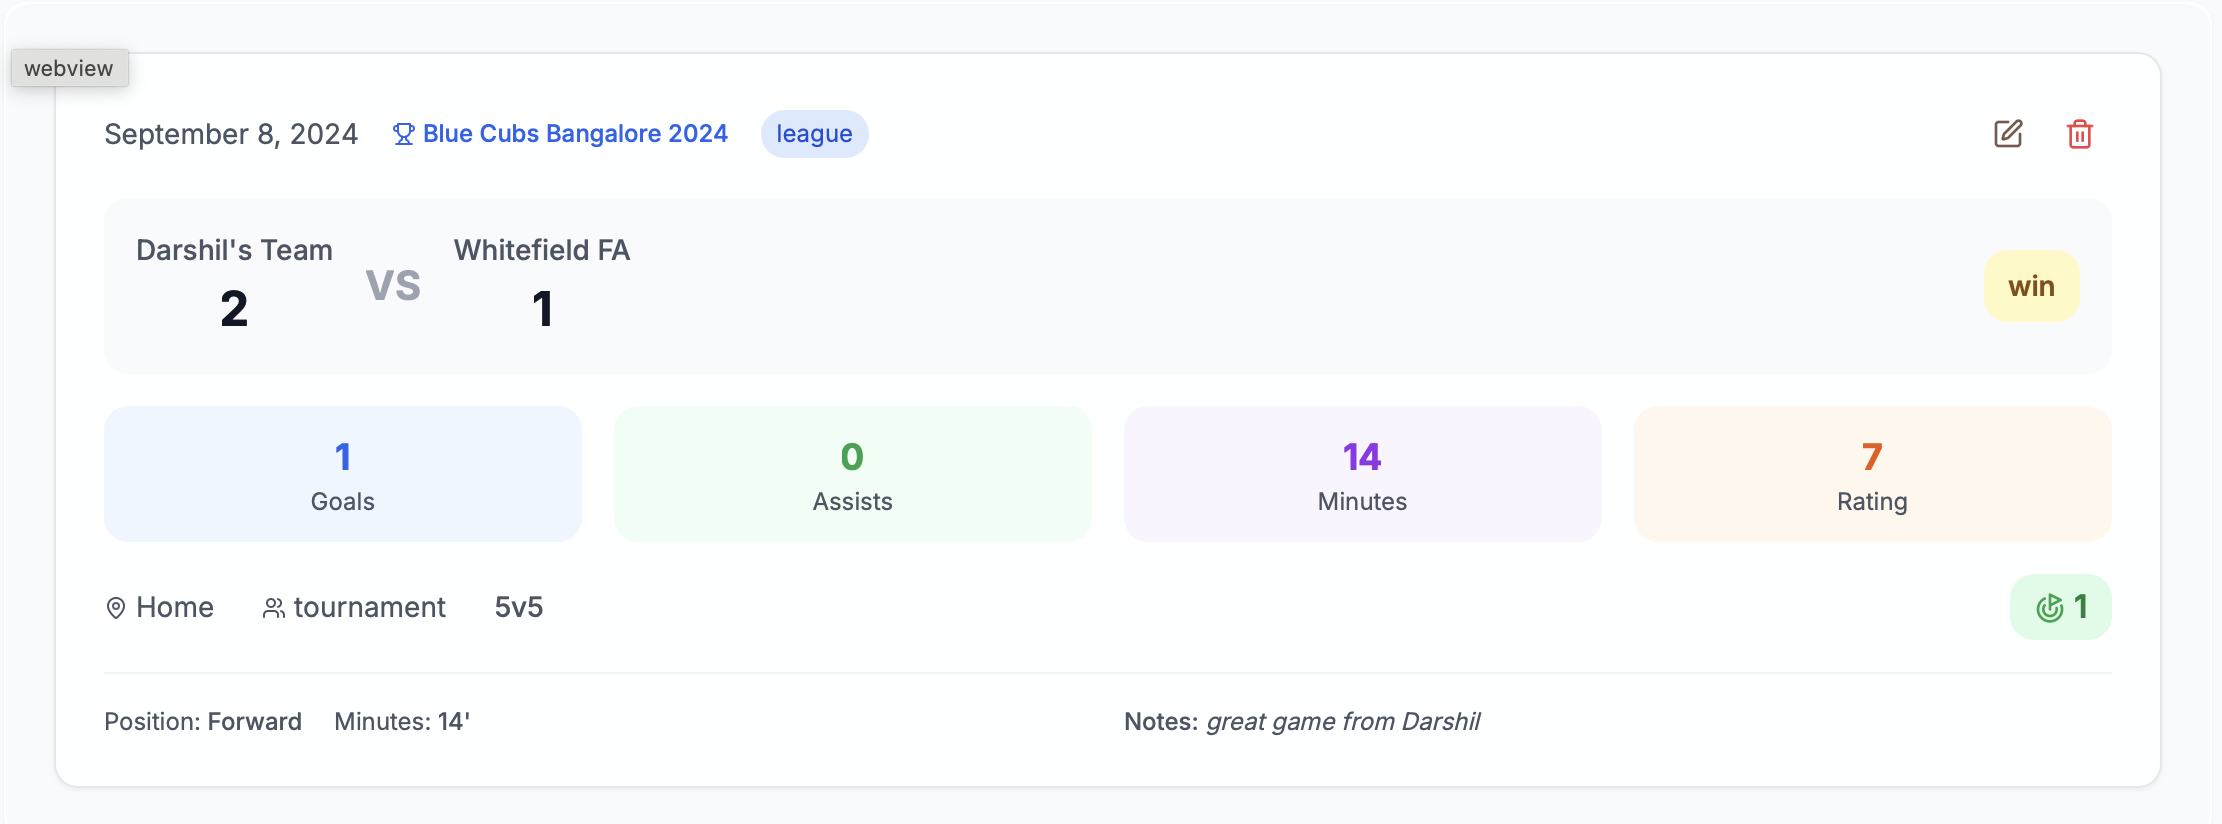 webview
September 8, 2024 Blue Cubs Bangalore 2024 league
Darshil's Team VS Whitefield FA
2 1
win
1 0 14 7
Goals Assists Minutes Rating
Home tournament 5v5 1
Position: Forward Minutes: 14' Notes: great game from Darshil